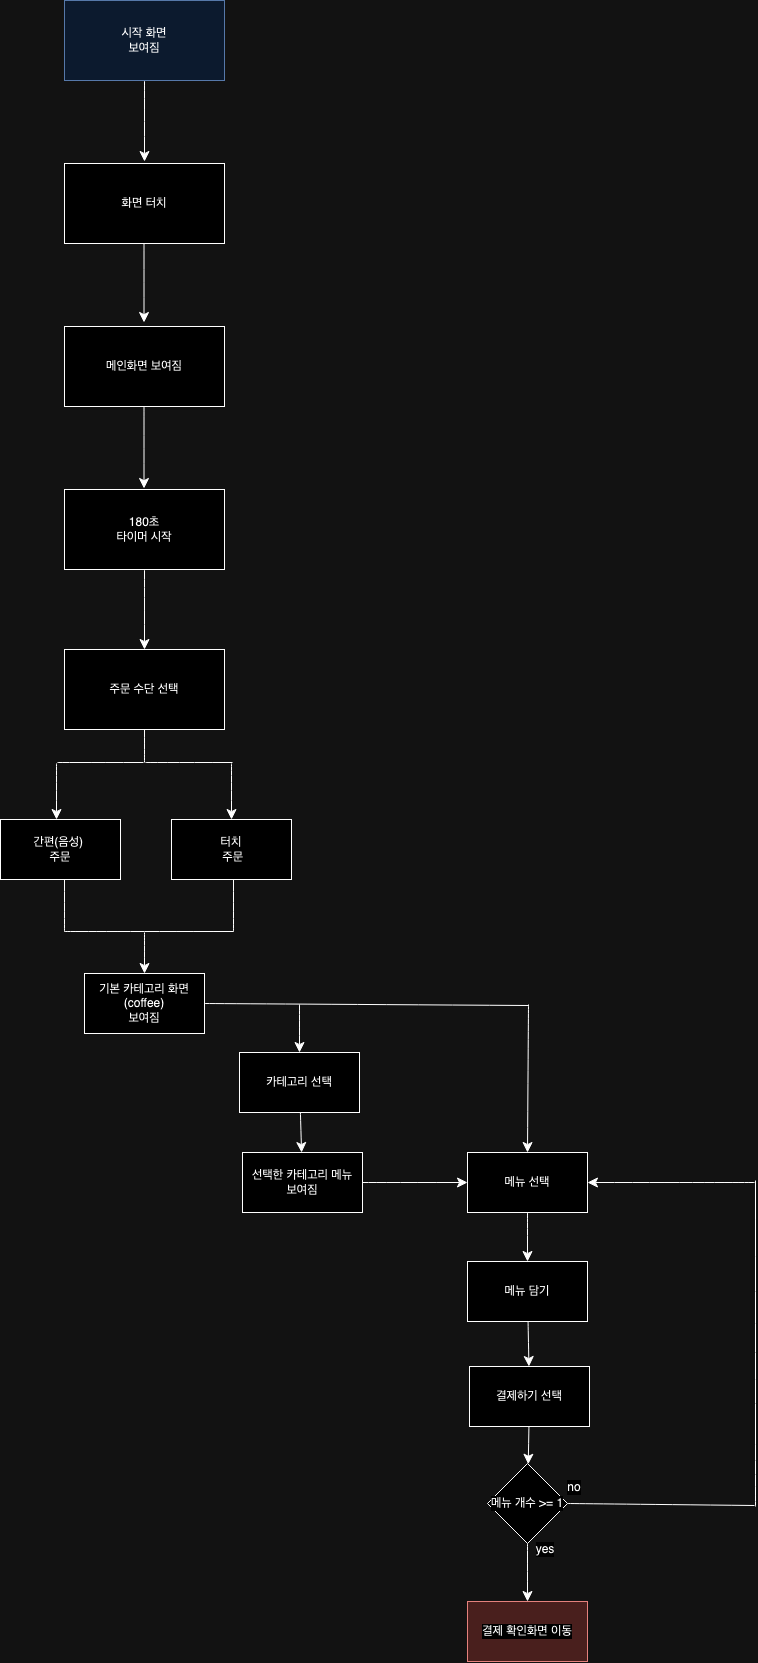 시작 화면
보여짐
화면 터치
메인화면 보여짐
180초
타이머 시작
주문 수단 선택
간편(음성)
주문
터치
주문
기본 카테고리 화면
(coffee)
보여짐
카테고리 선택
선택한 카테고리 메뉴
보여짐
메뉴 선택
메뉴 담기
결제하기 선택
메뉴 개수 >= 1
no
yes
결제 확인화면 이동